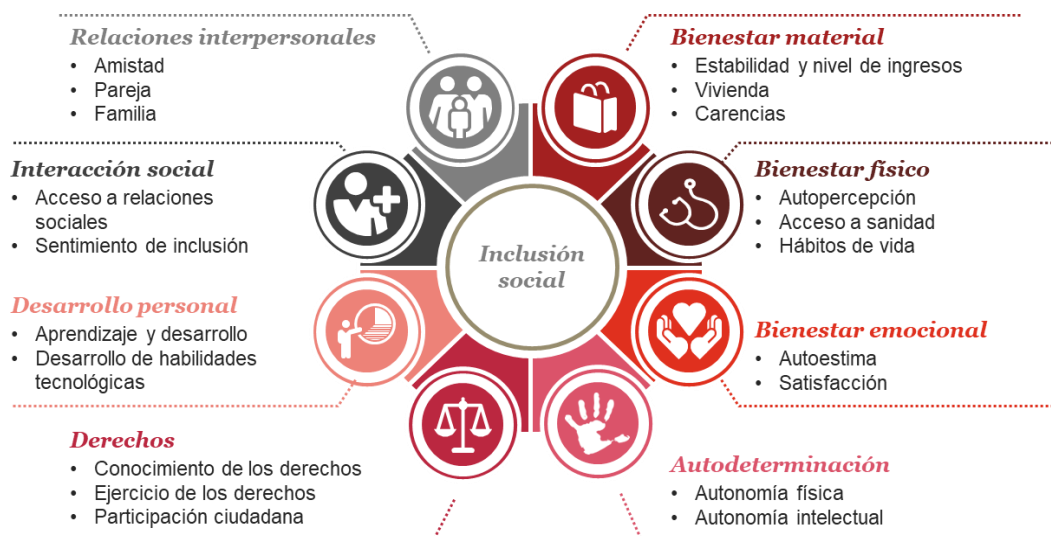 Relaciones interpersonales
• Amistad
• Pareja
• Familia
Interacción social
• Acceso a relaciones
sociales
• Sentimiento de inclusión
Desarrollo personal
• Aprendizaje y desarrollo
• Desarrollo de habilidades
tecnológicas
Derechos
• Conocimiento de los derechos
• Ejercicio de los derechos
• Participación ciudadana
Inclusión
social
Bienestar material
• Estabilidad y nivel de ingresos
• Vivienda
• Carencias
Bienestar físico
• Autopercepción
• Acceso a sanidad
• Hábitos de vida
Bienestar emocional
• Autoestima
• Satisfacción
Autodeterminación
• Autonomía física
• Autonomía intelectual